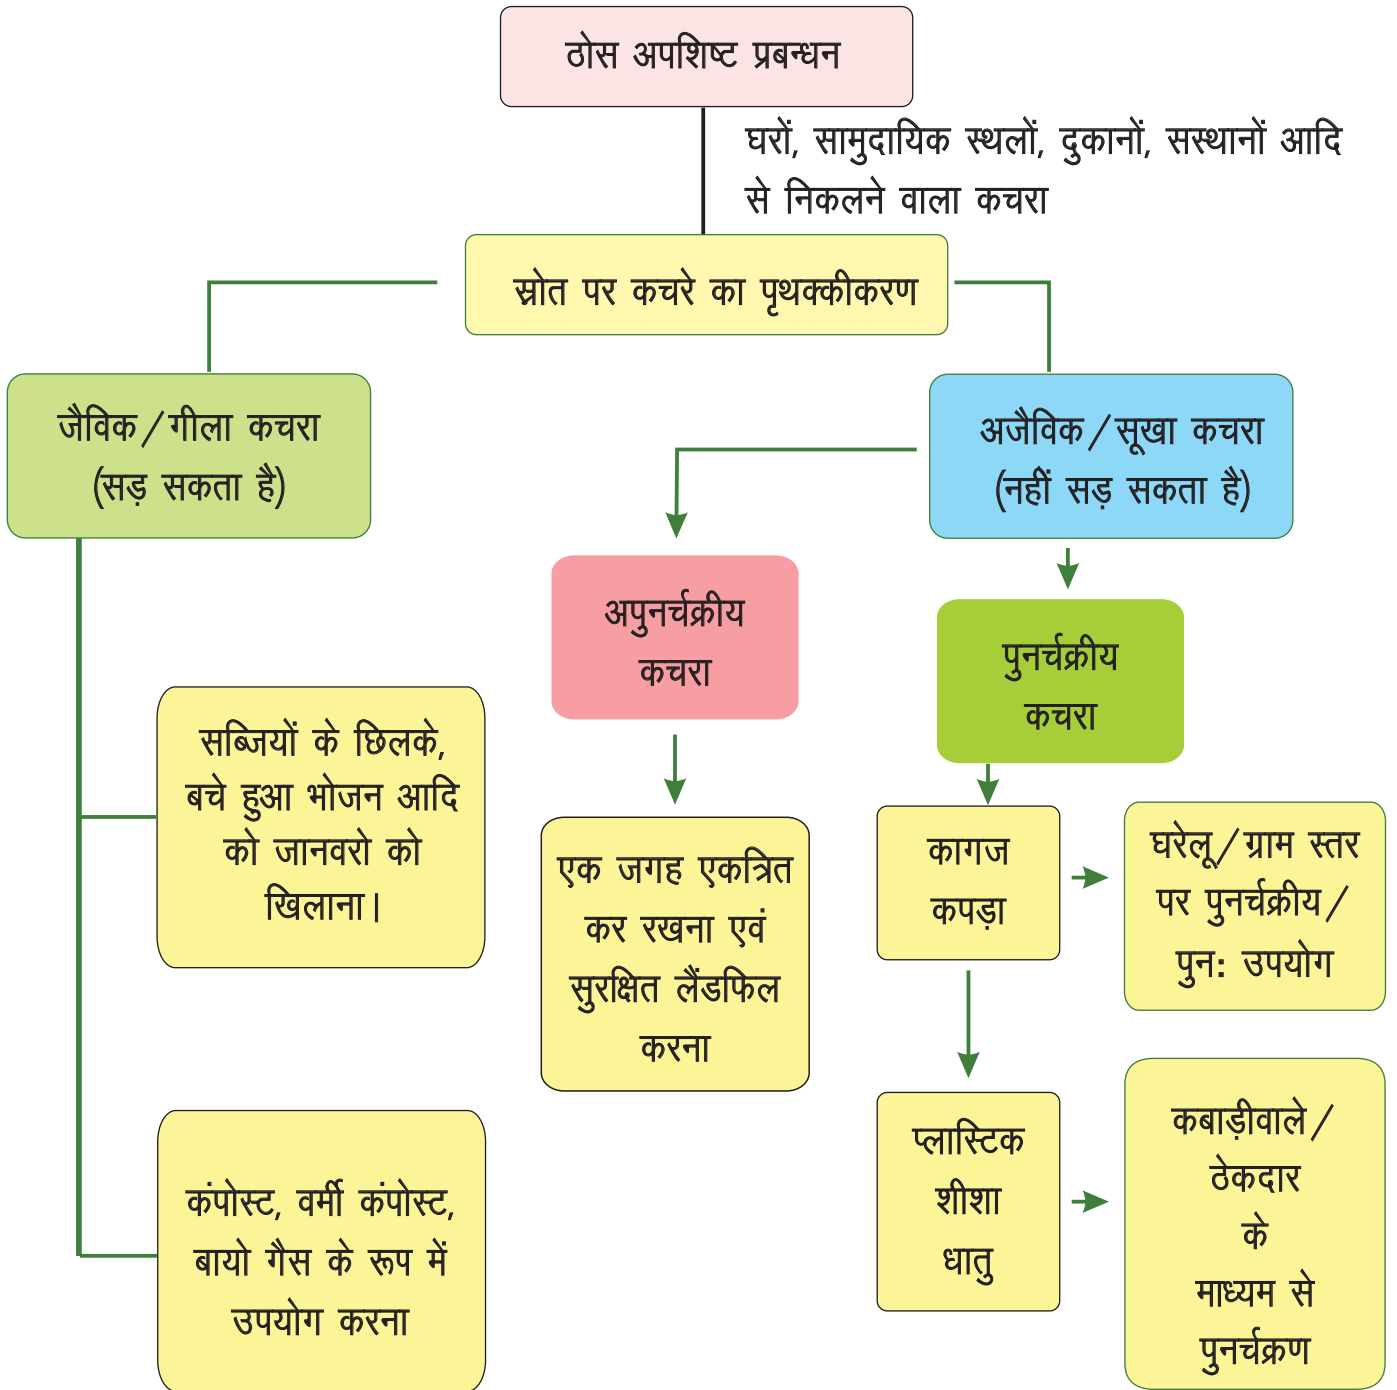 ठोस अपशिष्ट प्रबन्धन
घरों, सामुदायिक स्थलों, दुकानों, सस्थानों आदि
से निकलने वाला कचरा
स्रोत पर कचरे का पृथक्कीकरण
जैविक/गीला कचरा
(सड़ सकता है)
अजैविक/सूखा कचरा
(नहीं सड़ सकता है)
अपुनर्चक्रीय
कचरा
पुनर्चक्रीय
कचरा
सब्जियों के छिलके,
बचे हुआ भोजन आदि
को जानवरो को
खिलाना।
एक जगह एकत्रित
कर रखना एवं
सुरक्षित लैंडफिल
करना
कागज
कपड़ा
घरेलू/ग्राम स्तर
पर पुनर्चक्रीय/
पुन: उपयोग
कंपोस्ट, वर्मी कंपोस्ट,
बायो गैस के रूप में
उपयोग करना
प्लास्टिक
शीशा
धातु
कबाड़ीवाले/
ठेकदार
के
माध्यम से
पुनर्चक्रण